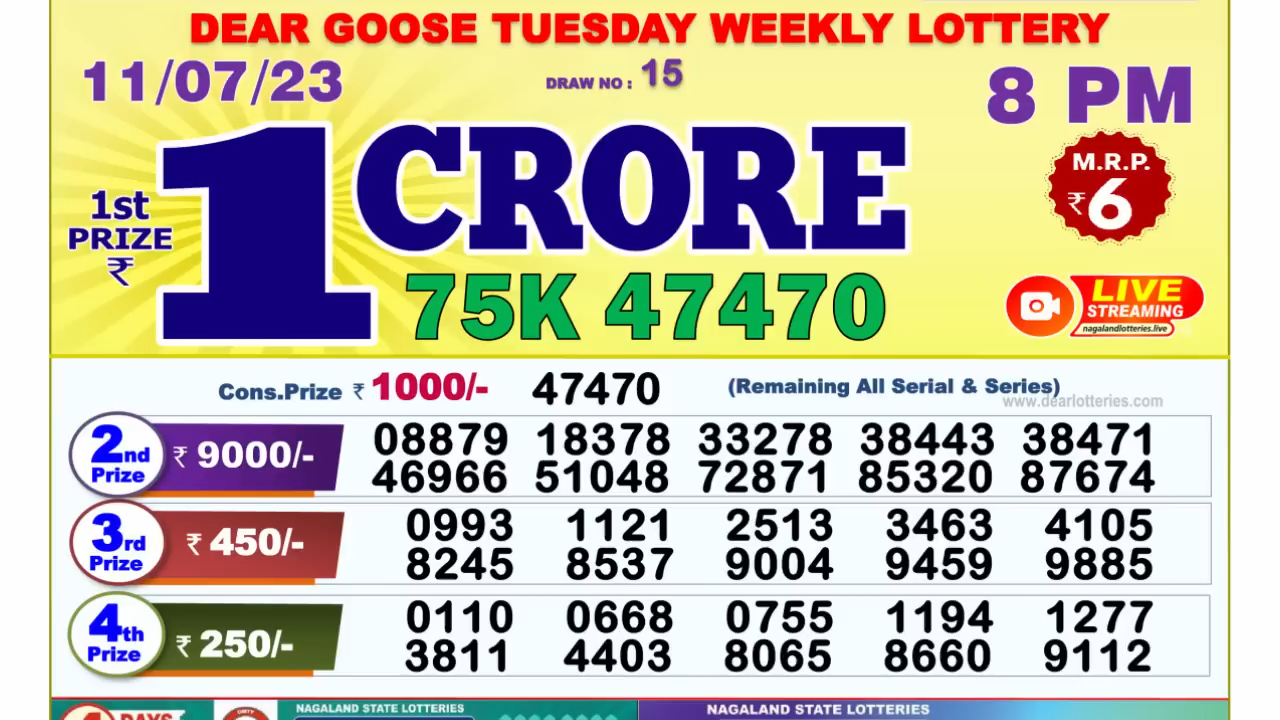 DEAR GOOSE TUESDAY WEEKLY LOTTERY
11/07/23
DRAW NO : 15
8 PM
M.R.P.
₹ 6
1st
PRIZE
₹
1 CRORE
75K 47470
LIVE
STREAMING
nagalandlotteries.live
Cons.Prize ₹ 1000/- 47470 (Remaining All Serial & Series)
www.dearlotteries.com
2nd Prize ₹ 9000/-
08879 18378 33278 38443 38471
46966 51048 72871 85320 87674
3rd Prize ₹ 450/-
0993 1121 2513 3463 4105
8245 8537 9004 9459 9885
4th Prize ₹ 250/-
0110 0668 0755 1194 1277
3811 4403 8065 8660 9112
DAYS
NAGALAND STATE LOTTERIES
NAGALAND STATE LOTTERIES